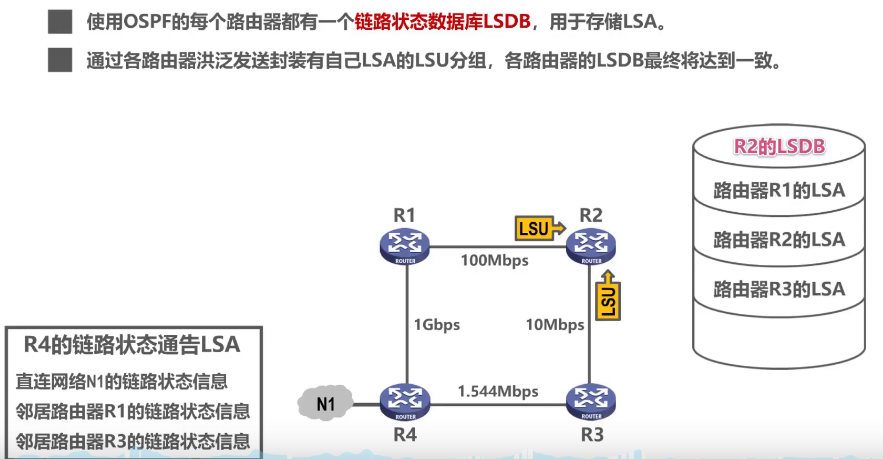 使用OSPF的每个路由器都有一个链路状态数据库LSDB，用于存储LSA。
通过各路由器洪泛发送封装有自己LSA的LSU分组，各路由器的LSDB最终将达到一致。
R2的LSDB
路由器R1的LSA
路由器R2的LSA
路由器R3的LSA
R1
LSU
R2
ROUTER
100Mbps
ROUTER
LSU
1Gbps
10Mbps
R4的链路状态通告LSA
直连网络N1的链路状态信息
邻居路由器R1的链路状态信息
邻居路由器R3的链路状态信息
N1
1.544Mbps
ROUTER
ROUTER
R4
R3